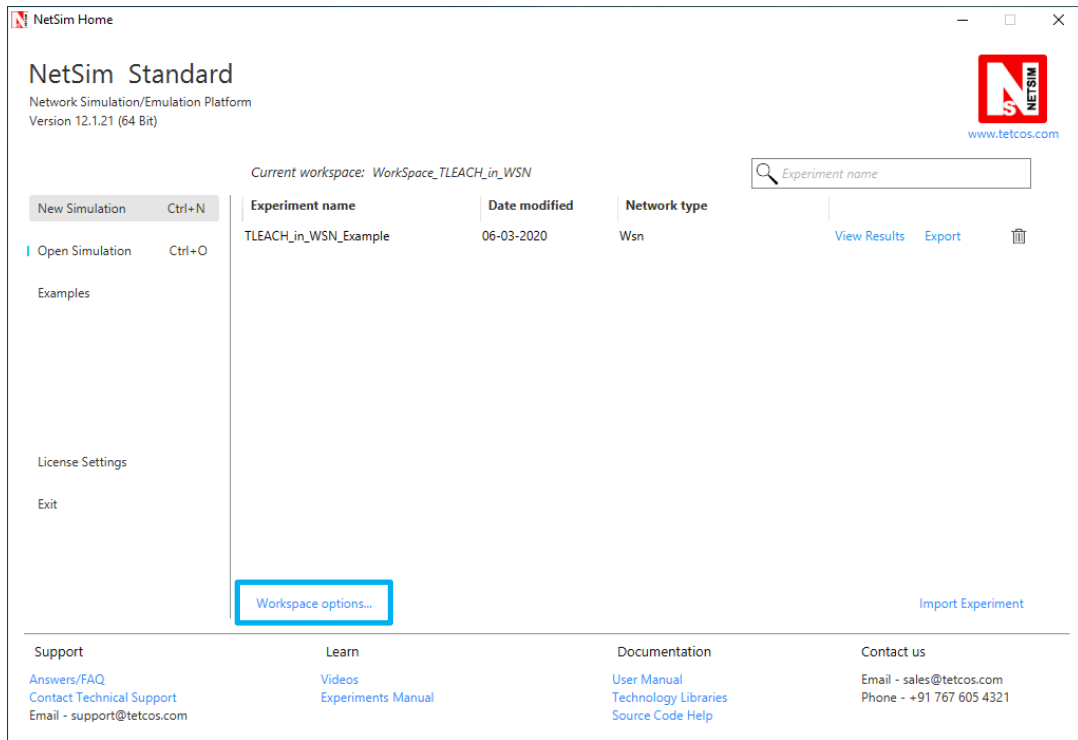 NetSim Home
NetSim Standard
Network Simulation/Emulation Platform
Version 12.1.21 (64 Bit)
NS NETSIM
www.tetcos.com
Current workspace: WorkSpace_TLEACH_in_WSN
Experiment name
New Simulation Ctrl+N
Open Simulation Ctrl+O
Examples
License Settings
Exit
Experiment name Date modified Network type
TLEACH_in_WSN_Example 06-03-2020 Wsn View Results Export
Workspace options... Import Experiment
Support
Answers/FAQ
Contact Technical Support
Email - support@tetcos.com
Learn
Videos
Experiments Manual
Documentation
User Manual
Technology Libraries
Source Code Help
Contact us
Email - sales@tetcos.com
Phone - +91 767 605 4321